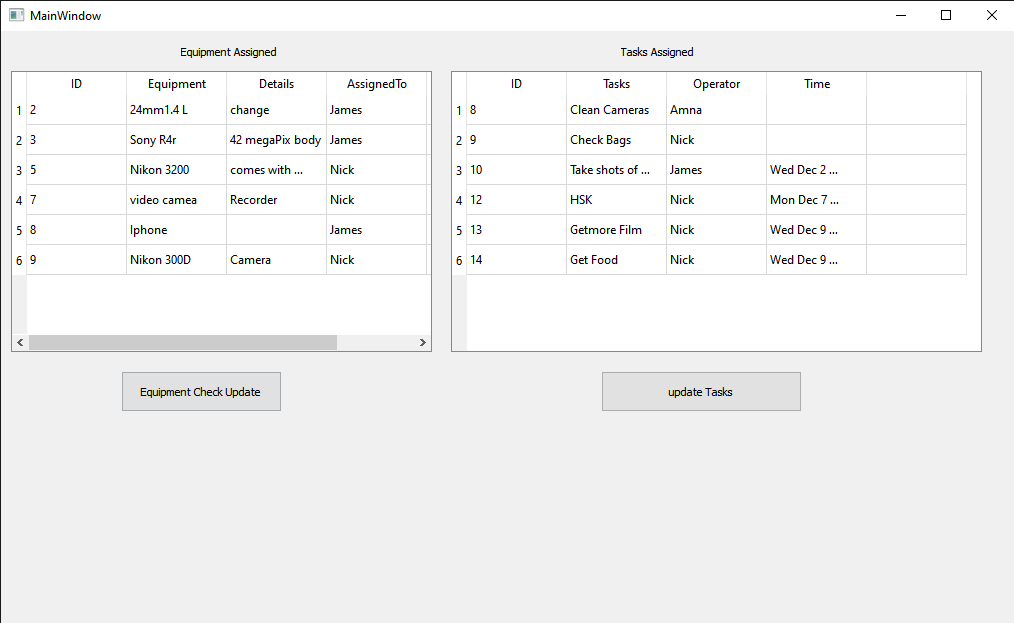 MainWindow
Equipment Assigned
ID Equipment Details AssignedTo
1 2 24mm1.4 L change James
2 3 Sony R4r 42 megaPix body James
3 5 Nikon 3200 comes with ... Nick
4 7 video camea Recorder Nick
5 8 Iphone James
6 9 Nikon 300D Camera Nick
Equipment Check Update
Tasks Assigned
ID Tasks Operator Time
1 8 Clean Cameras Amna
2 9 Check Bags Nick
3 10 Take shots of ... James Wed Dec 2 ...
4 12 HSK Nick Mon Dec 7 ...
5 13 Getmore Film Nick Wed Dec 9 ...
6 14 Get Food Nick Wed Dec 9 ...
update Tasks